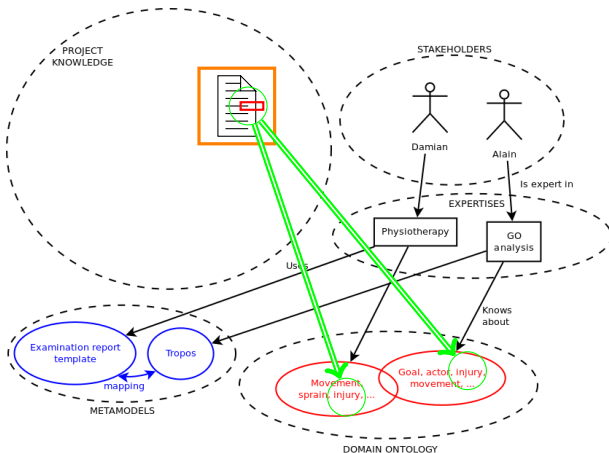 PROJECT
KNOWLEDGE
STAKEHOLDERS
Damian
Alain
Is expert in
EXPERTISES
Physiotherapy
GO
analysis
Uses
Knows
about
Examination report
template
Tropos
mapping
METAMODELS
Movement,
sprain, injury, ...
Goal, actor, injury,
movement, ...
DOMAIN ONTOLOGY